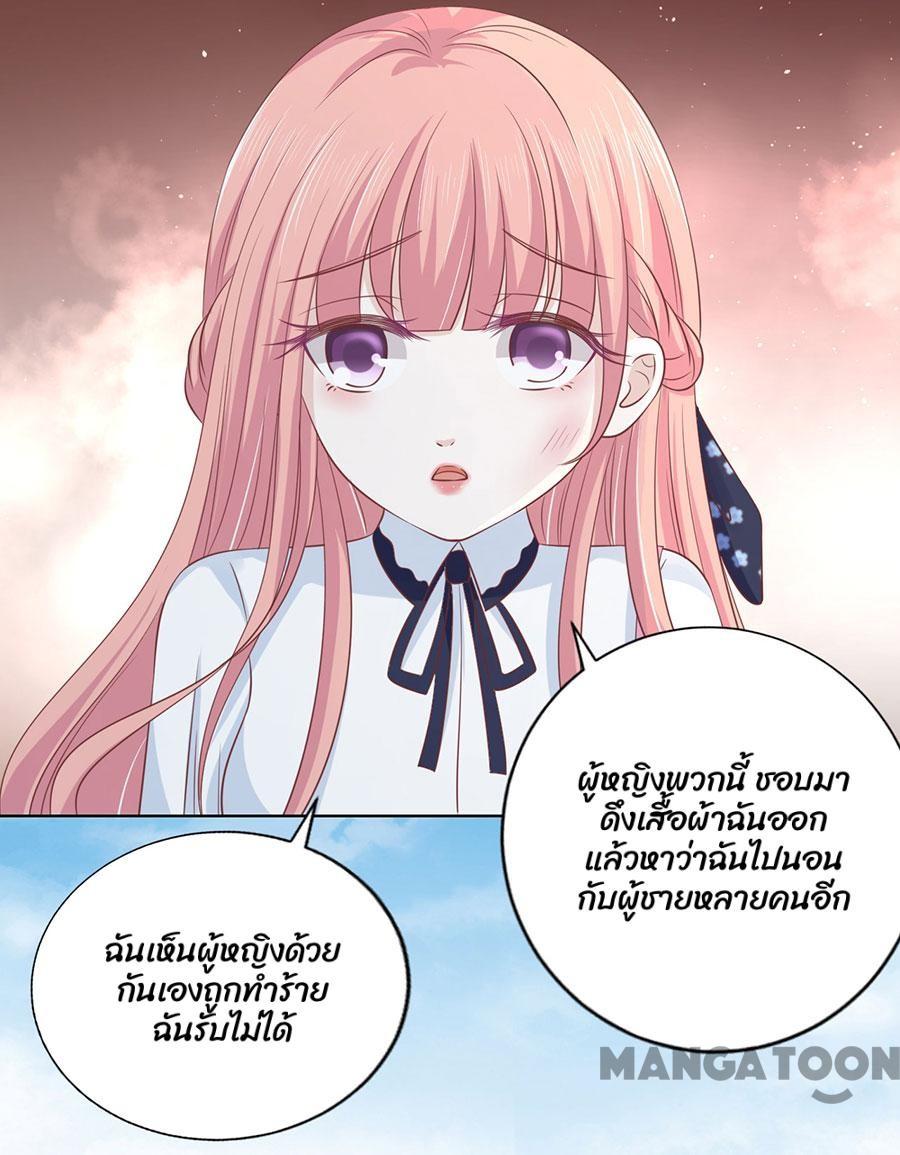 ผู้หญิงพวกนี้ ชอบมา
ดึงเสื้อผ้าฉันออก
แล้วหาว่าฉันไปนอน
กับผู้ชายหลายคนอีก
ฉันเห็นผู้หญิงด้วย
กันเองถูกทำร้าย
ฉันรับไม่ได้
MANGATOON